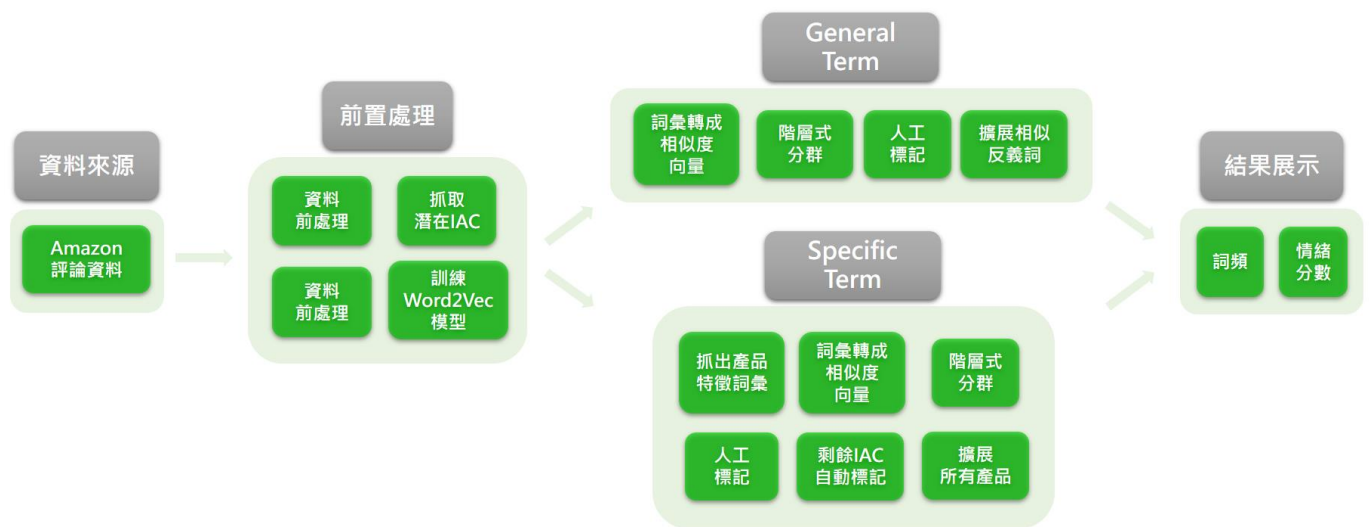 資料來源
Amazon
評論資料
前置處理
資料
前處理
抓取
潛在IAC
資料
前處理
訓練
Word2Vec
模型
General
Term
詞彙轉成
相似度
向量
階層式
分群
人工
標記
擴展相似
反義詞
Specific
Term
抓出產品
特徵詞彙
詞彙轉成
相似度
向量
階層式
分群
人工
標記
剩餘IAC
自動標記
擴展
所有產品
結果展示
詞頻
情緒
分數